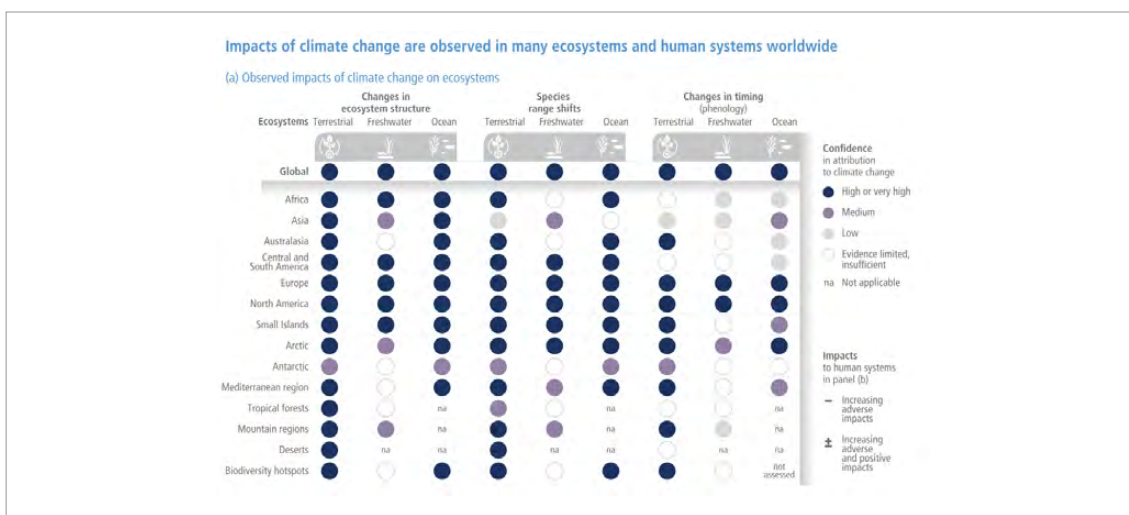 Impacts of climate change are observed in many ecosystems and human systems worldwide
(a) Observed impacts of climate change on ecosystems
Changes in
ecosystem structure
Species
range shifts
Changes in timing
(phenology)
Ecosystems Terrestrial Freshwater Ocean Terrestrial Freshwater Ocean Terrestrial Freshwater Ocean
Global
Africa
Asia
Australasia
Central and
South America
Europe
North America
Small Islands
Arctic
Antarctic
Mediterranean region
Tropical forests na na na
Mountain regions na na na
Deserts na na na na na na
Biodiversity hotspots not
assessed
Confidence
in attribution
to climate change
High or very high
Medium
Low
Evidence limited,
insufficient
na Not applicable
Impacts
to human systems
in panel (b)
− Increasing
adverse
impacts
± Increasing
adverse
and positive
impacts